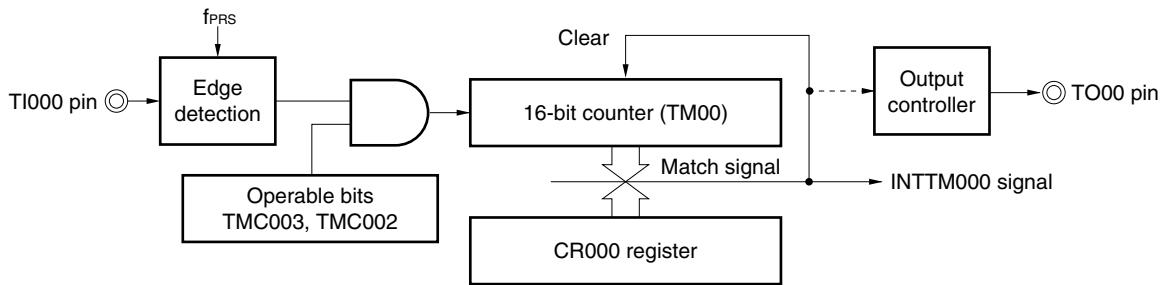 fPRS
Clear
TI000 pin
Edge
detection
16-bit counter (TM00)
Output
controller
TO00 pin
Match signal
INTTM000 signal
Operable bits
TMC003, TMC002
CR000 register